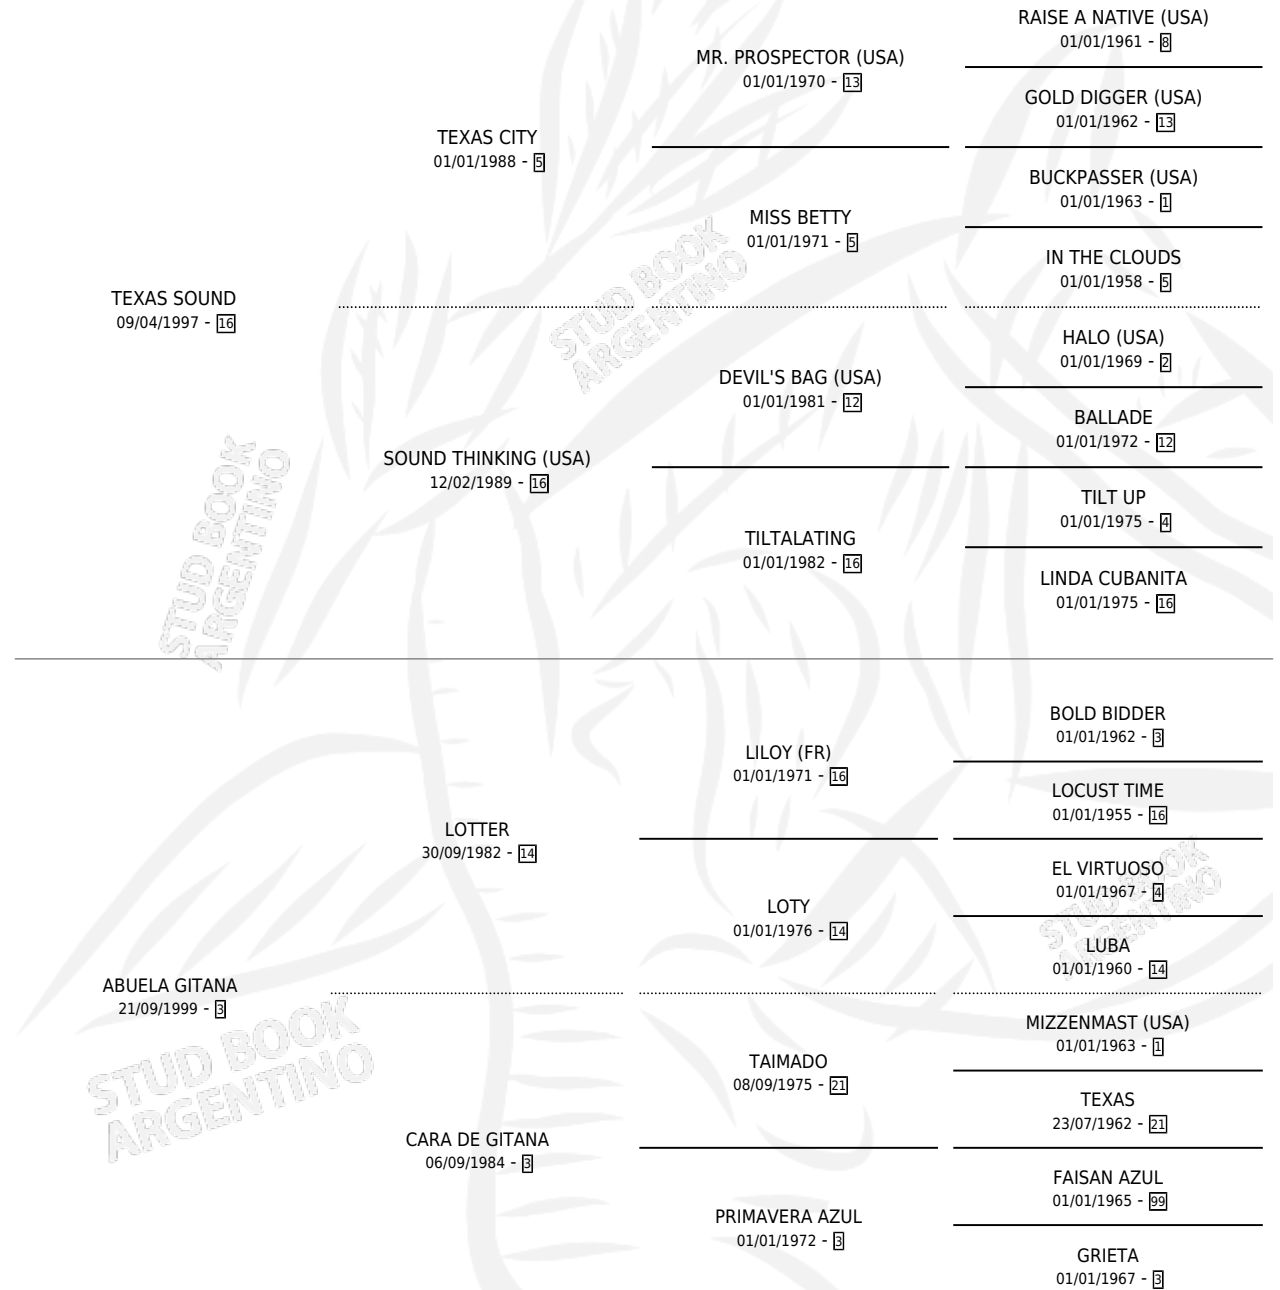 RAISE A NATIVE (USA)
01/01/1961 - 8
MR. PROSPECTOR (USA)
01/01/1970 - 13
GOLD DIGGER (USA)
01/01/1962 - 13
TEXAS CITY
01/01/1988 - 5
BUCKPASSER (USA)
01/01/1963 - 1
MISS BETTY
01/01/1971 - 5
IN THE CLOUDS
01/01/1958 - 5
TEXAS SOUND
09/04/1997 - 16
HALO (USA)
01/01/1969 - 2
DEVIL'S BAG (USA)
01/01/1981 - 12
BALLADE
01/01/1972 - 12
SOUND THINKING (USA)
12/02/1989 - 16
TILT UP
01/01/1975 - 4
TILTALATING
01/01/1982 - 16
LINDA CUBANITA
01/01/1975 - 16
BOLD BIDDER
01/01/1962 - 3
LILOY (FR)
01/01/1971 - 16
LOCUST TIME
01/01/1955 - 16
LOTTER
30/09/1982 - 14
EL VIRTUOSO
01/01/1967 - 4
LOTY
01/01/1976 - 14
LUBA
01/01/1960 - 14
ABUELA GITANA
21/09/1999 - 3
MIZZENMAST (USA)
01/01/1963 - 1
TAIMADO
08/09/1975 - 21
TEXAS
23/07/1962 - 21
CARA DE GITANA
06/09/1984 - 3
FAISAN AZUL
01/01/1965 - 99
PRIMAVERA AZUL
01/01/1972 - 3
GRIETA
01/01/1967 - 3
STUD BOOK
ARGENTINO
STUD BOOK
ARGENTINO
STUD BOOK
ARGENTINO
STUD BOOK
ARGENTINO